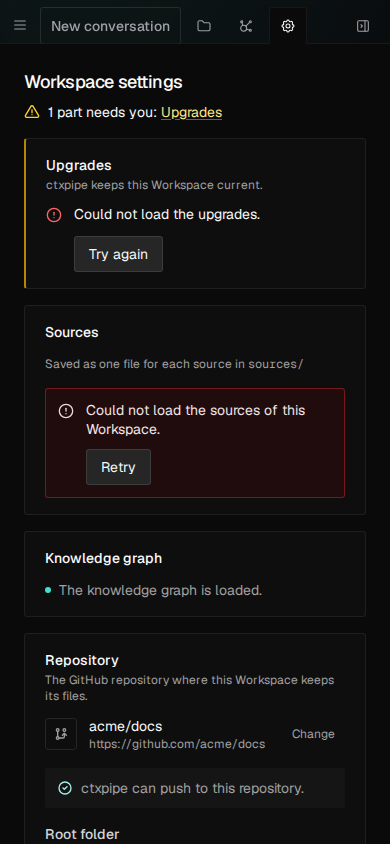 New conversation
Workspace settings
1 part needs you: Upgrades
Upgrades
ctxpipe keeps this Workspace current.
Could not load the upgrades.
Try again
Sources
Saved as one file for each source in sources/
Could not load the sources of this
Workspace.
Retry
Knowledge graph
The knowledge graph is loaded.
Repository
The GitHub repository where this Workspace keeps
its files.
acme/docs
https://github.com/acme/docs
Change
ctxpipe can push to this repository.
Root folder